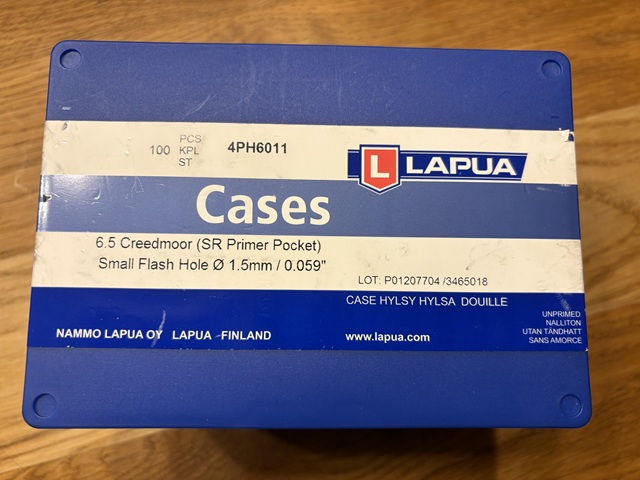 100 PCS KPL ST 4PH6011
L LAPUA
Cases
6.5 Creedmoor (SR Primer Pocket)
Small Flash Hole Ø 1.5mm / 0.059"
LOT: P01207704 /3465018
CASE HYLSY HYLSA DOUILLE
UNPRIMED
NALLITON
UTAN TÄNDHATT
SANS AMORCE
NAMMO LAPUA OY LAPUA - FINLAND
www.lapua.com